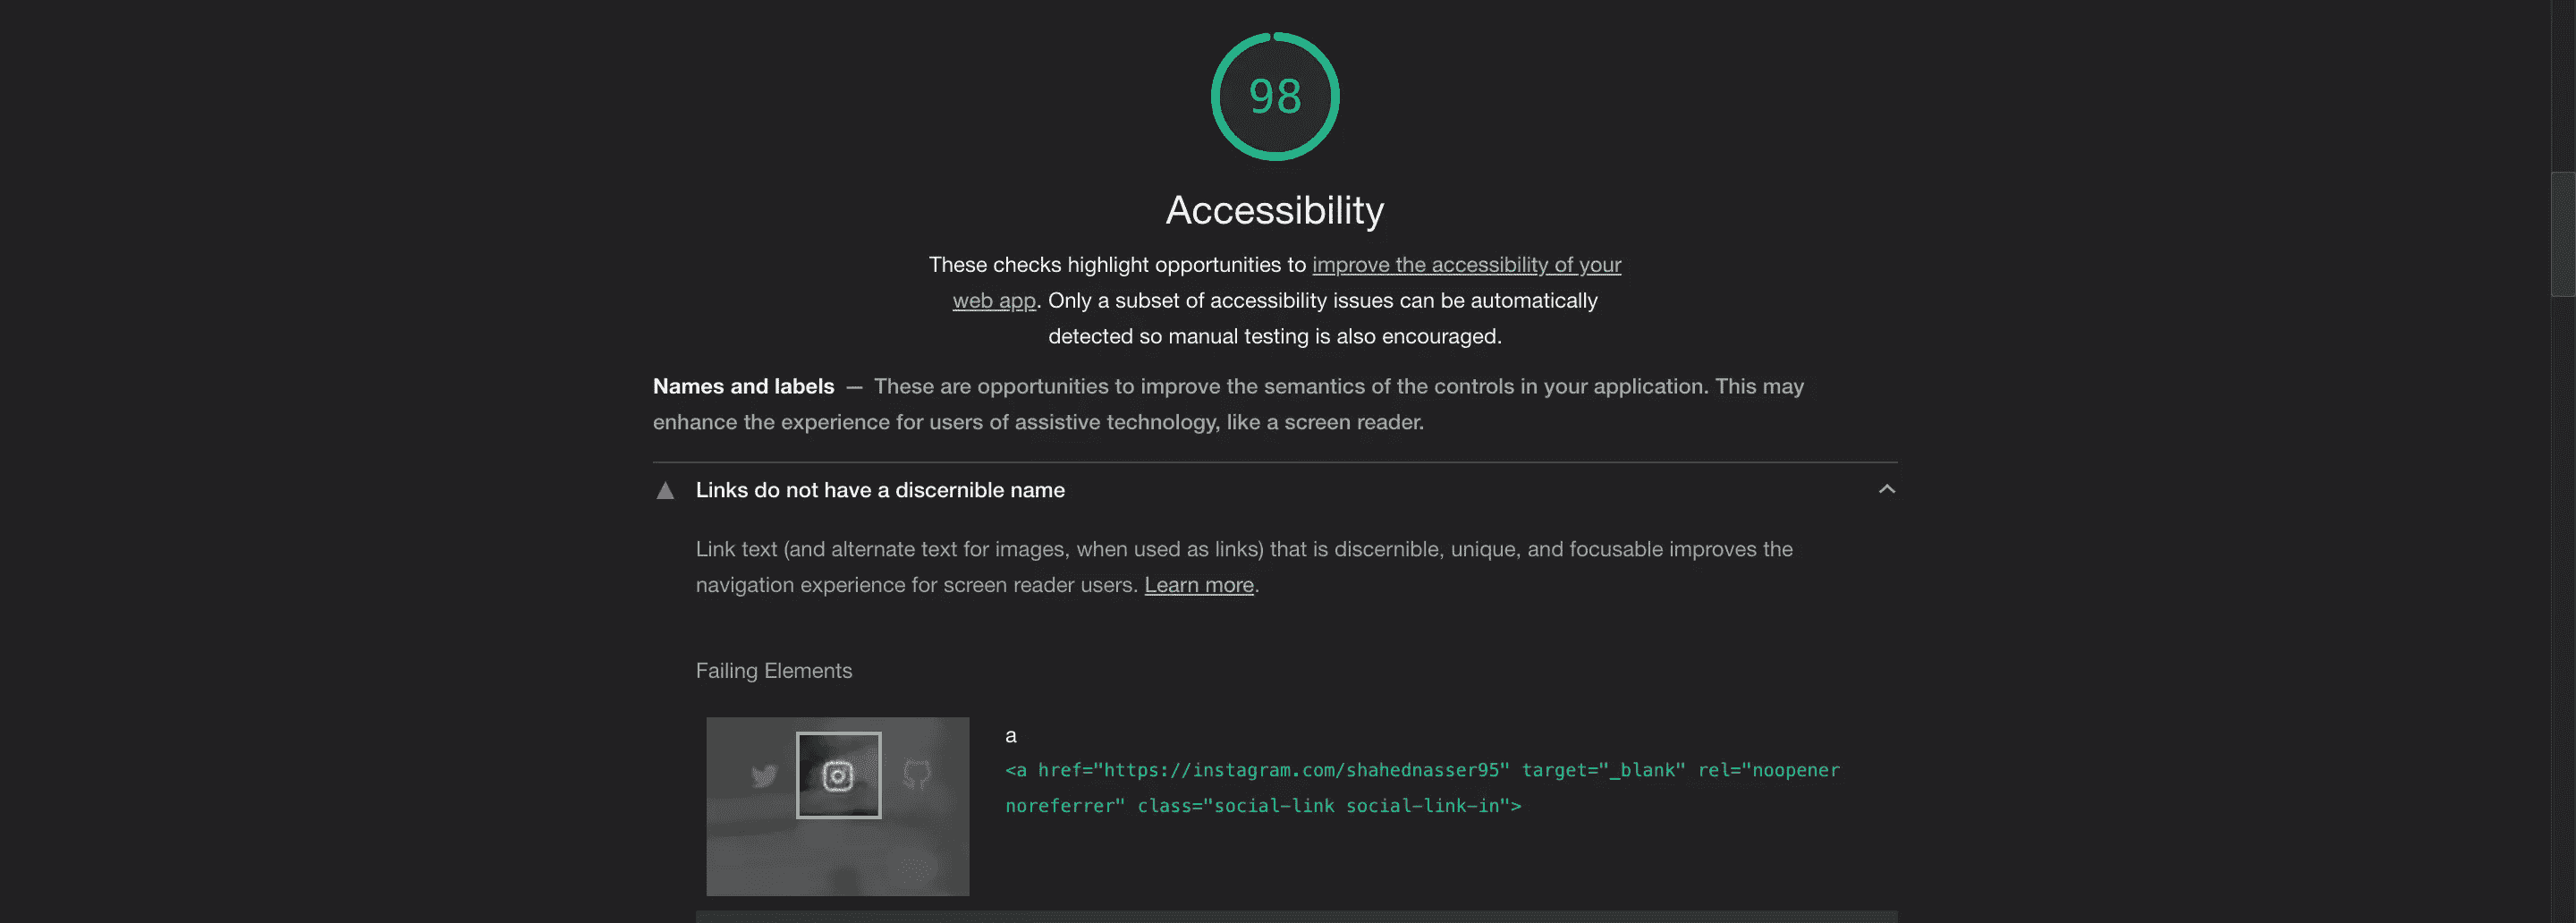 98
Accessibility
These checks highlight opportunities to improve the accessibility of your
web app. Only a subset of accessibility issues can be automatically
detected so manual testing is also encouraged.
Names and labels — These are opportunities to improve the semantics of the controls in your application. This may
enhance the experience for users of assistive technology, like a screen reader.
Links do not have a discernible name
Link text (and alternate text for images, when used as links) that is discernible, unique, and focusable improves the
navigation experience for screen reader users. Learn more.
Failing Elements
a
<a href="https://instagram.com/shahednasser95" target="_blank" rel="noopener
noreferrer" class="social-link social-link-in">